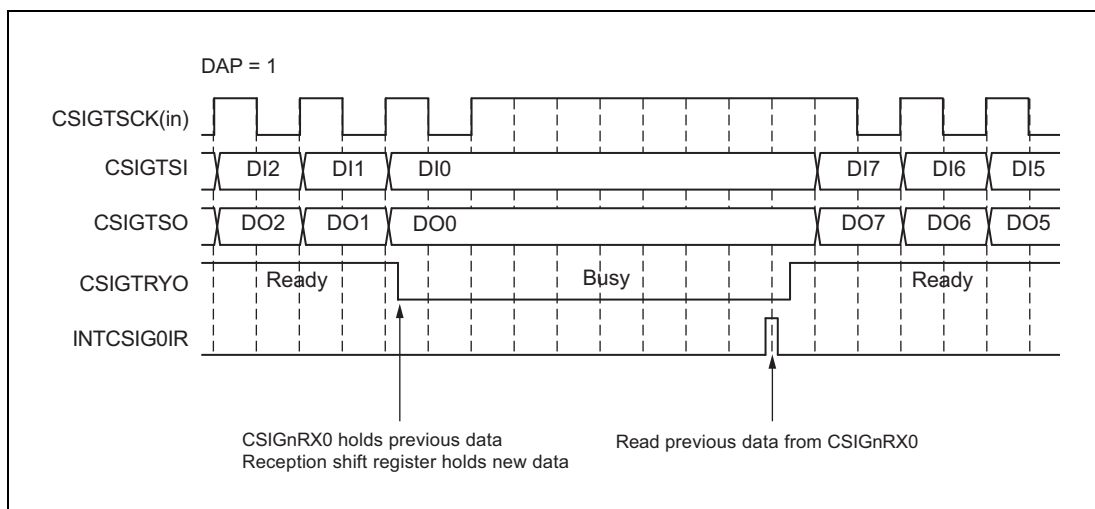 DAP = 1
CSIGTSCK(in)
CSIGTSI DI2 DI1 DI0 DI7 DI6 DI5
CSIGTSO DO2 DO1 DO0 DO7 DO6 DO5
CSIGTRYO Ready Busy Ready
INTCSIG0IR
CSIGnRX0 holds previous data
Reception shift register holds new data
Read previous data from CSIGnRX0